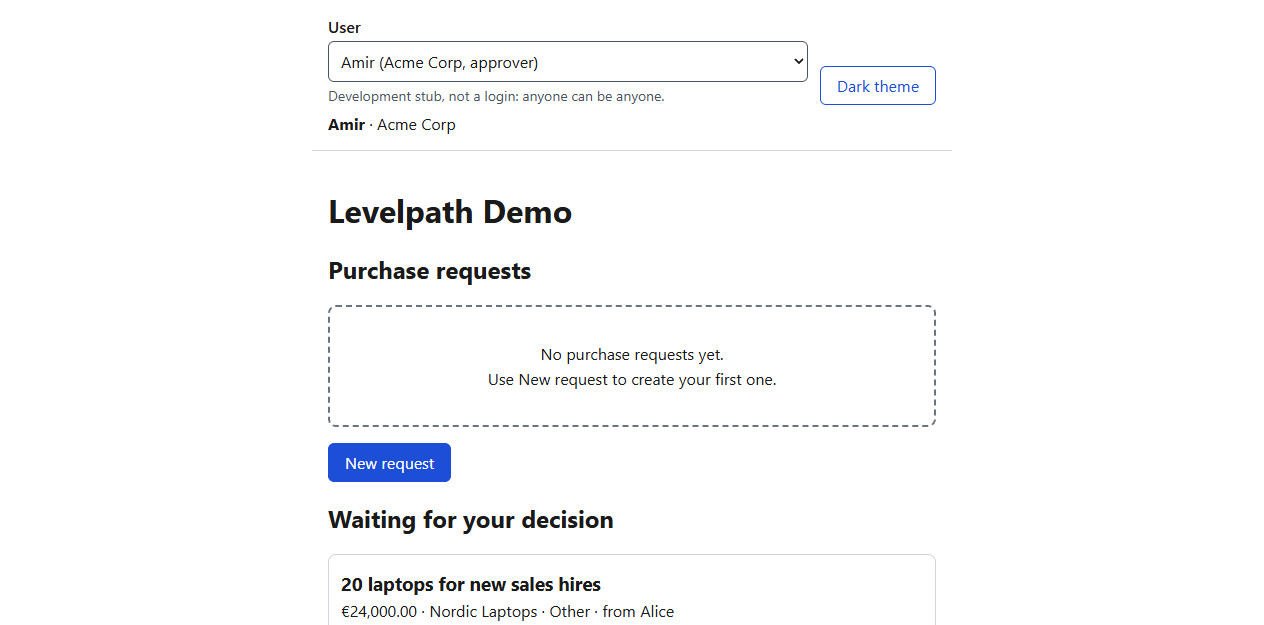 User
Amir (Acme Corp, approver)
Development stub, not a login: anyone can be anyone.
Dark theme
Amir · Acme Corp
Levelpath Demo
Purchase requests
No purchase requests yet.
Use New request to create your first one.
New request
Waiting for your decision
20 laptops for new sales hires
€24,000.00 · Nordic Laptops · Other · from Alice